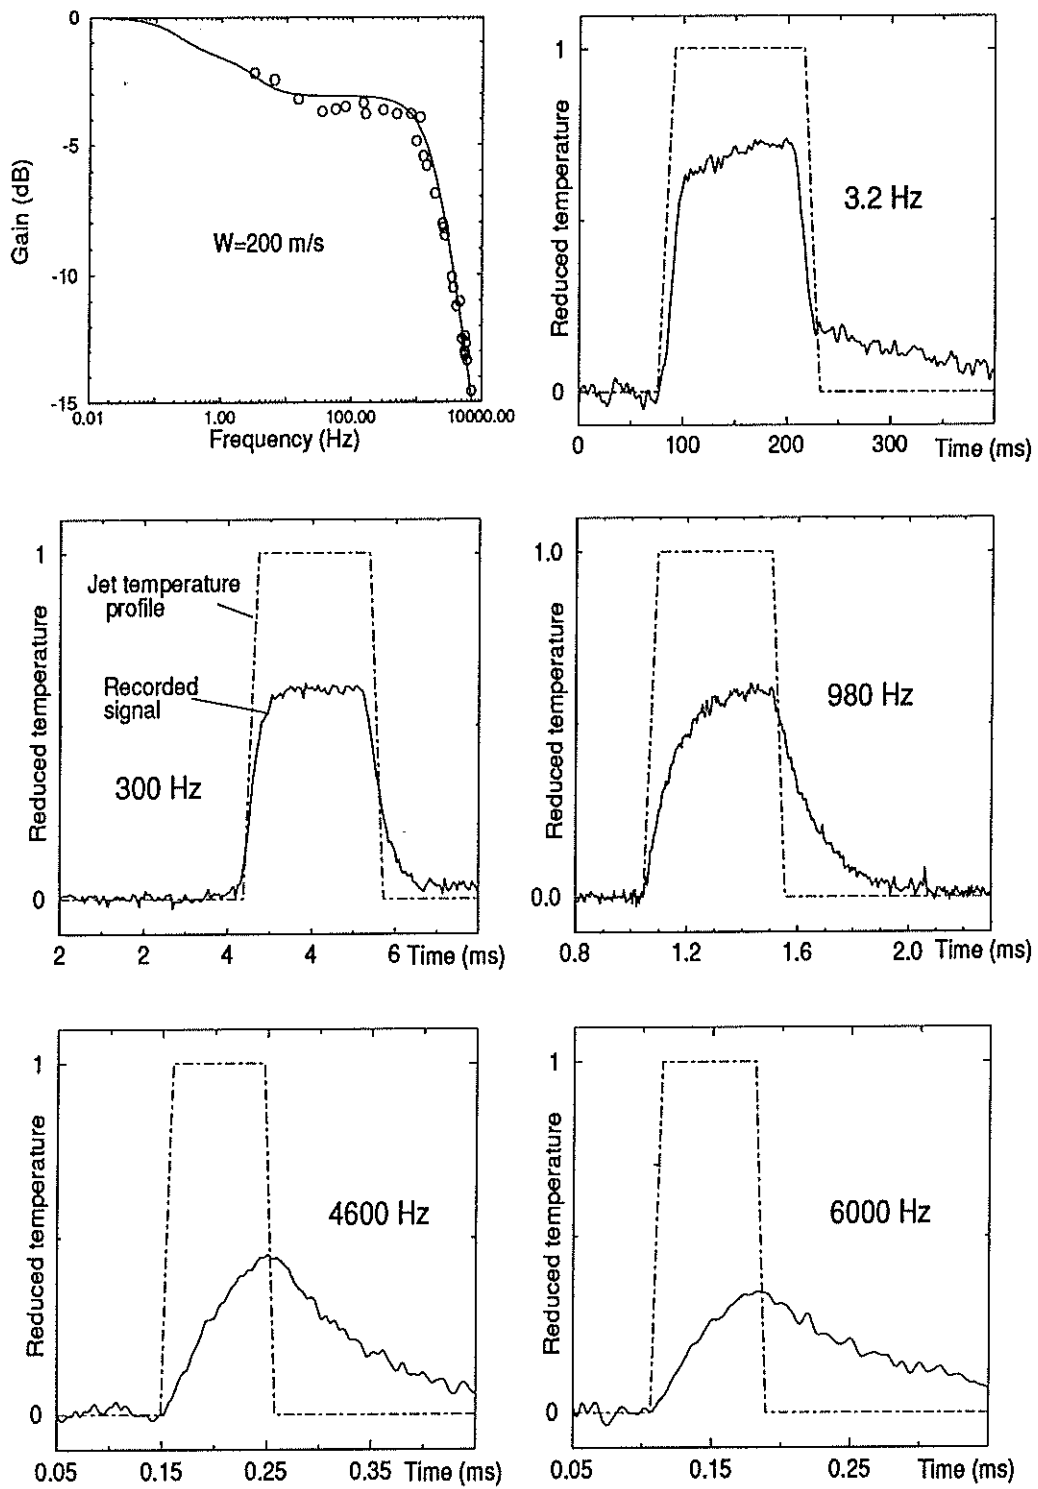 0
-5
-10
-15
Gain (dB)
W=200 m/s
0.01
1.00
100.00
10000.00
Frequency (Hz)
1
0
Reduced temperature
3.2 Hz
0
100
200
300
Time (ms)
1
0
Reduced temperature
Jet temperature
profile
Recorded
signal
300 Hz
2
2
4
4
6
Time (ms)
1.0
0.0
Reduced temperature
980 Hz
0.8
1.2
1.6
2.0
Time (ms)
1
0
Reduced temperature
4600 Hz
0.05
0.15
0.25
0.35
Time (ms)
1
0
Reduced temperature
6000 Hz
0.05
0.15
0.25
Time (ms)